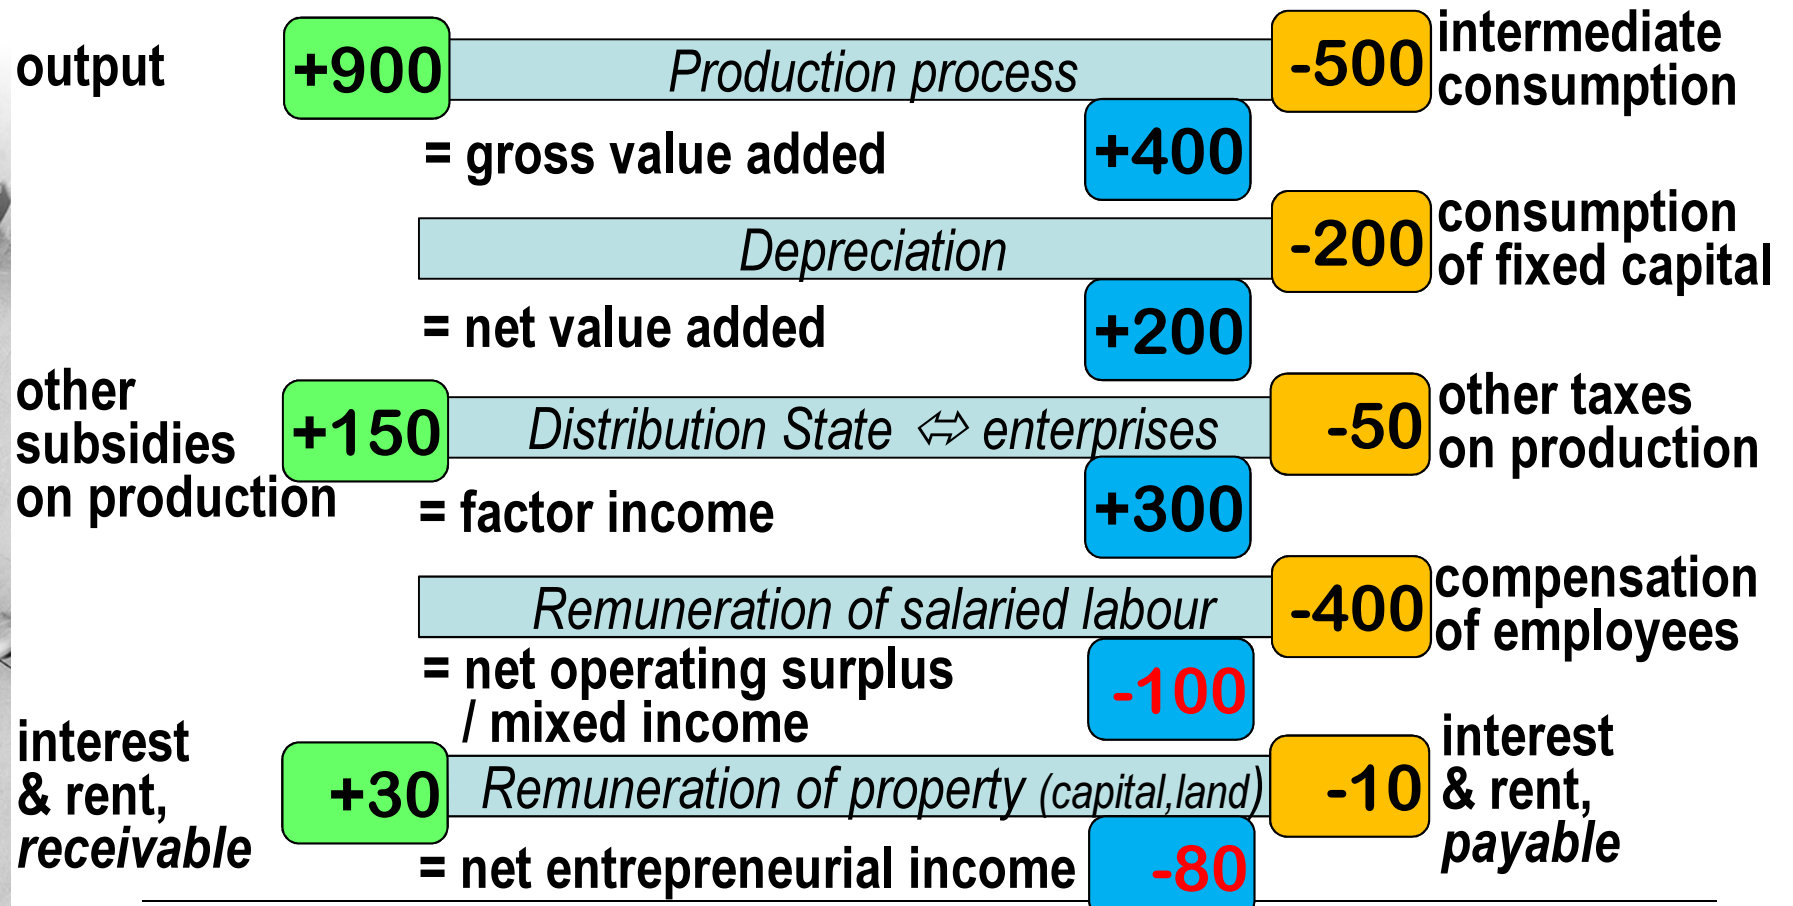 output
+900
Production process
-500
intermediate
consumption
= gross value added
+400
Depreciation
-200
consumption
of fixed capital
= net value added
+200
other
subsidies
on production
+150
Distribution State ⇔ enterprises
-50
other taxes
on production
= factor income
+300
Remuneration of salaried labour
-400
compensation
of employees
= net operating surplus
/ mixed income
-100
interest
& rent,
receivable
+30
Remuneration of property (capital,land)
-10
interest
& rent,
payable
= net entrepreneurial income
-80